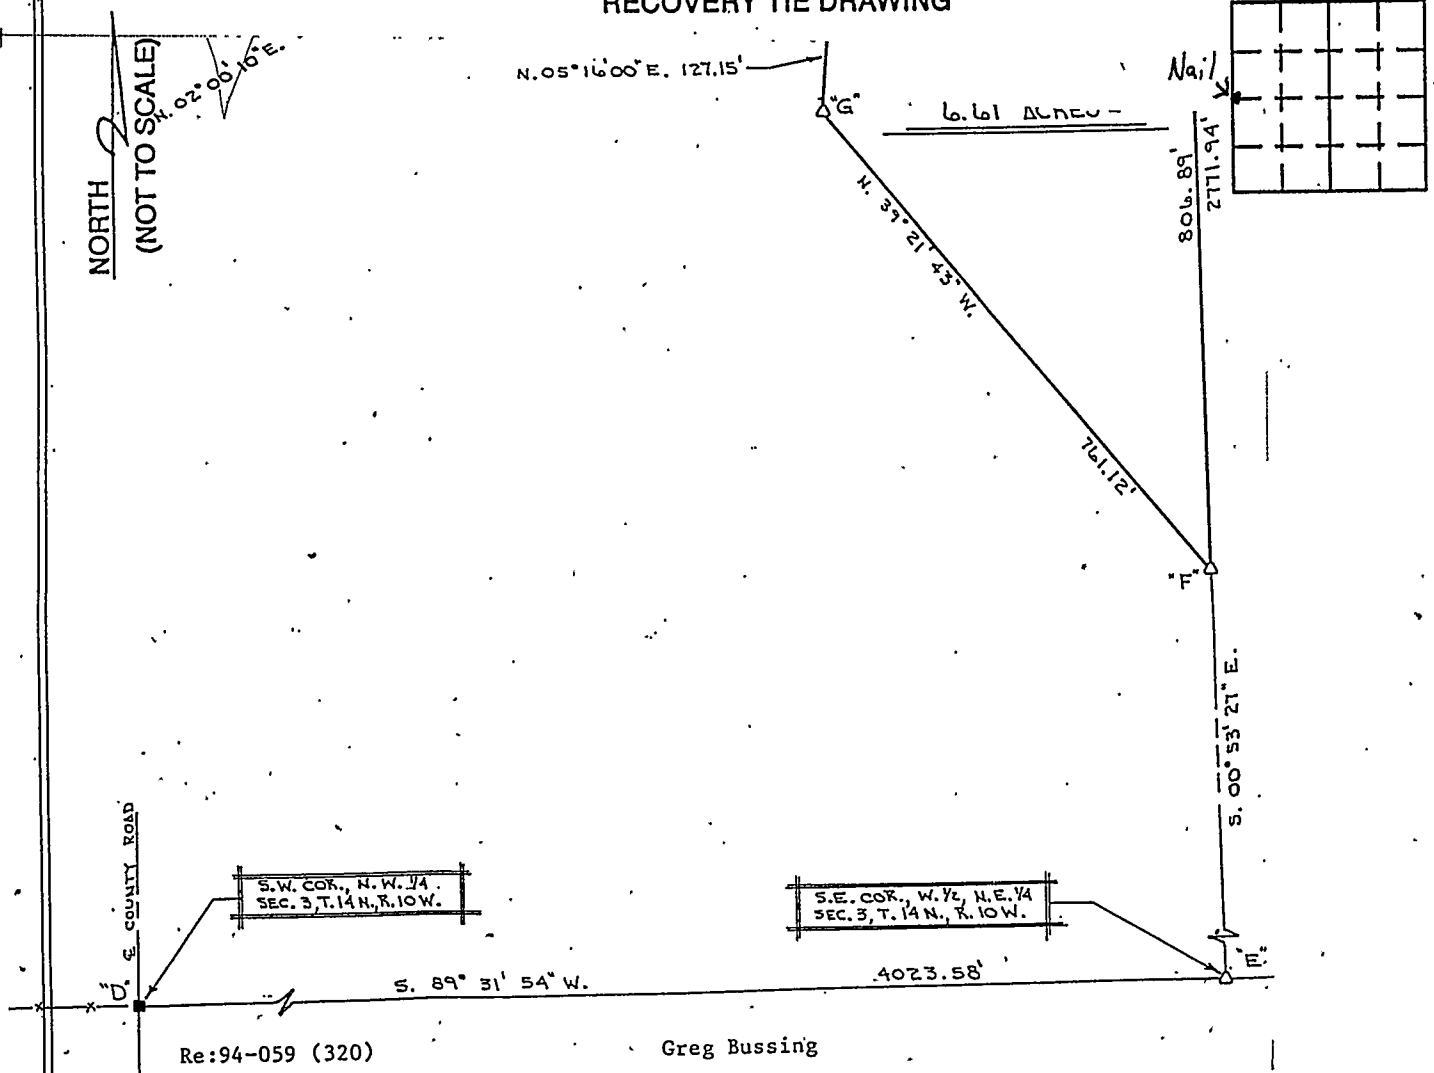 RECOVERY TIE DRAWING
NORTH
(NOT TO SCALE)
N. 02° 00' 10" E.
N. 05° 16' 00" E. 127.15'
"G"
6.61
Nail
806.89'
2771.94'
N. 39° 21' 43" W.
761.12'
"F"
S. 00° 53' 27" E.
℄ COUNTY ROAD
S.W. COR., N.W. 1/4
SEC. 3, T. 14 N., R. 10 W.
S.E. COR., W. 1/2, N.E. 1/4
SEC. 3, T. 14 N., R. 10 W.
"D"
S. 89° 31' 54" W.
4023.58'
"E"
Re:94-059 (320)
Greg Bussing